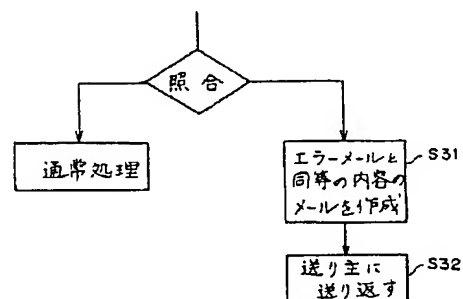 照合
通常処理
エラーメールと
同等の内容の
メールを作成
S31
送り主に
送り返す
S32